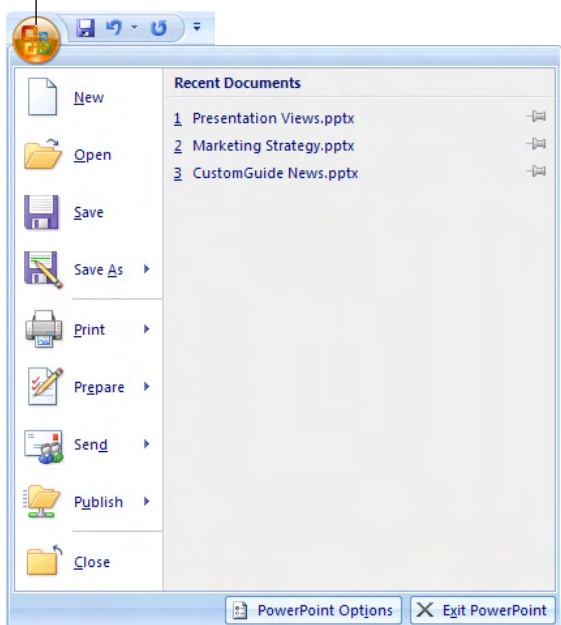 New
Open
Save
Save As
Print
Prepare
Send
Publish
Close
Recent Documents
1 Presentation Views.pptx
2 Marketing Strategy.pptx
3 CustomGuide News.pptx
PowerPoint Options
Exit PowerPoint